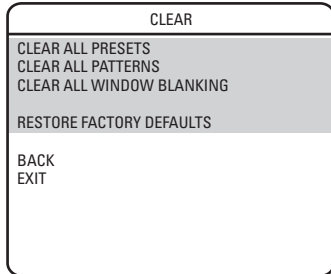 CLEAR
CLEAR ALL PRESETS
CLEAR ALL PATTERNS
CLEAR ALL WINDOW BLANKING
RESTORE FACTORY DEFAULTS
BACK
EXIT